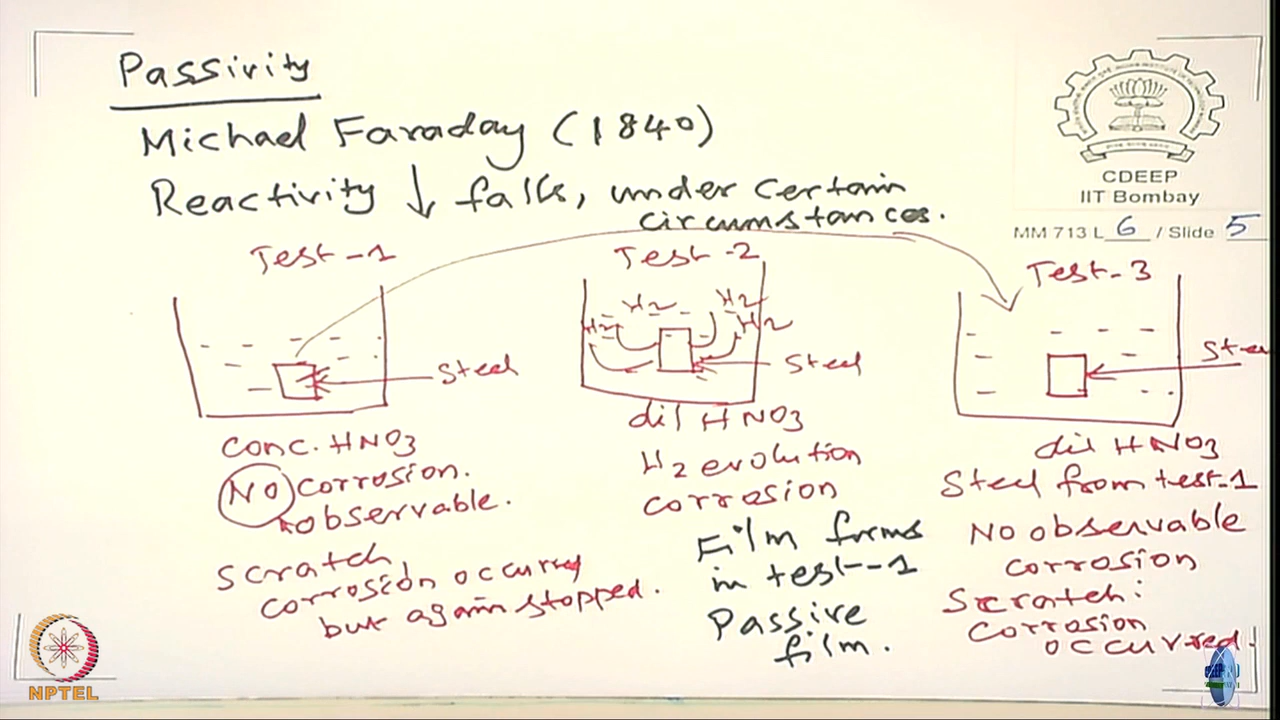 Passivity
Michael Faraday (1840)
Reactivity ↓ falls, under certain
circumstances.
CDEEP
IIT Bombay
MM 713 L 6 / Slide 5
Test-1
Steel
conc. HNO3
NO corrosion.
observable.
Scratch
corrosion occurred
but again stopped.
Test-2
H2 H2
H2 H2
Steel
dil HNO3
H2 evolution
corrosion
Film forms
in test-1
Passive
film.
Test-3
dil HNO3
Steel from test-1
No observable
corrosion
Scratch:
corrosion
occurred.
NPTEL